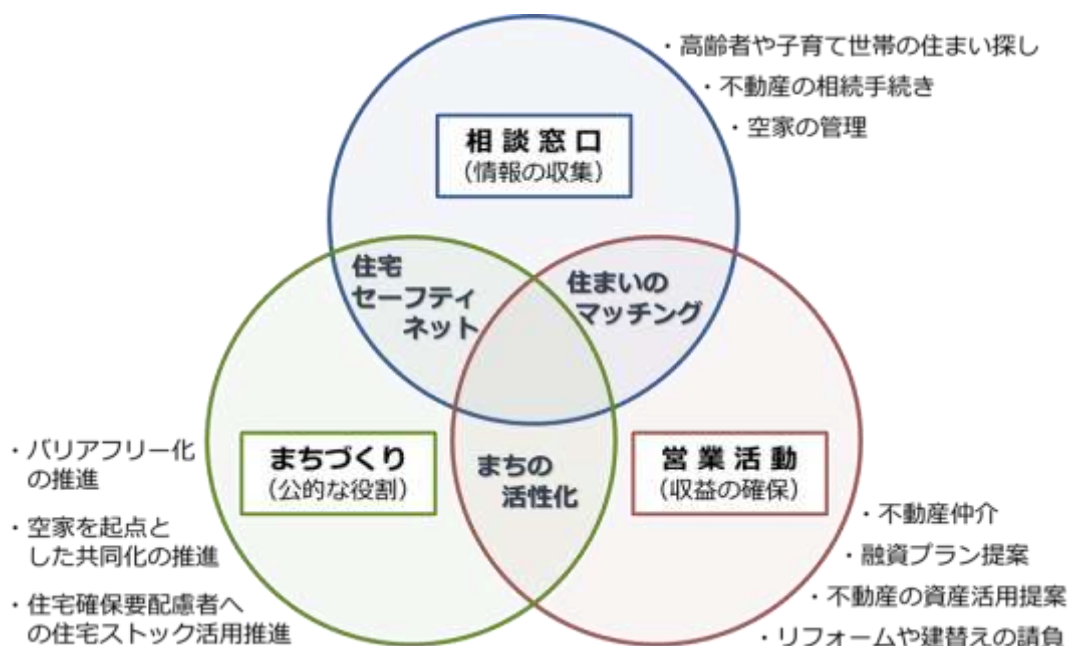 ・高齢者や子育て世帯の住まい探し
・不動産の相続手続き
・空家の管理
相談窓口
（情報の収集）
住宅
セーフティ
ネット
住まいの
マッチング
・バリアフリー化
の推進
・空家を起点と
した共同化の推進
・住宅確保要配慮者へ
の住宅ストック活用推進
まちづくり
（公的な役割）
まちの
活性化
営業活動
（収益の確保）
・不動産仲介
・融資プラン提案
・不動産の資産活用提案
・リフォームや建替えの請負